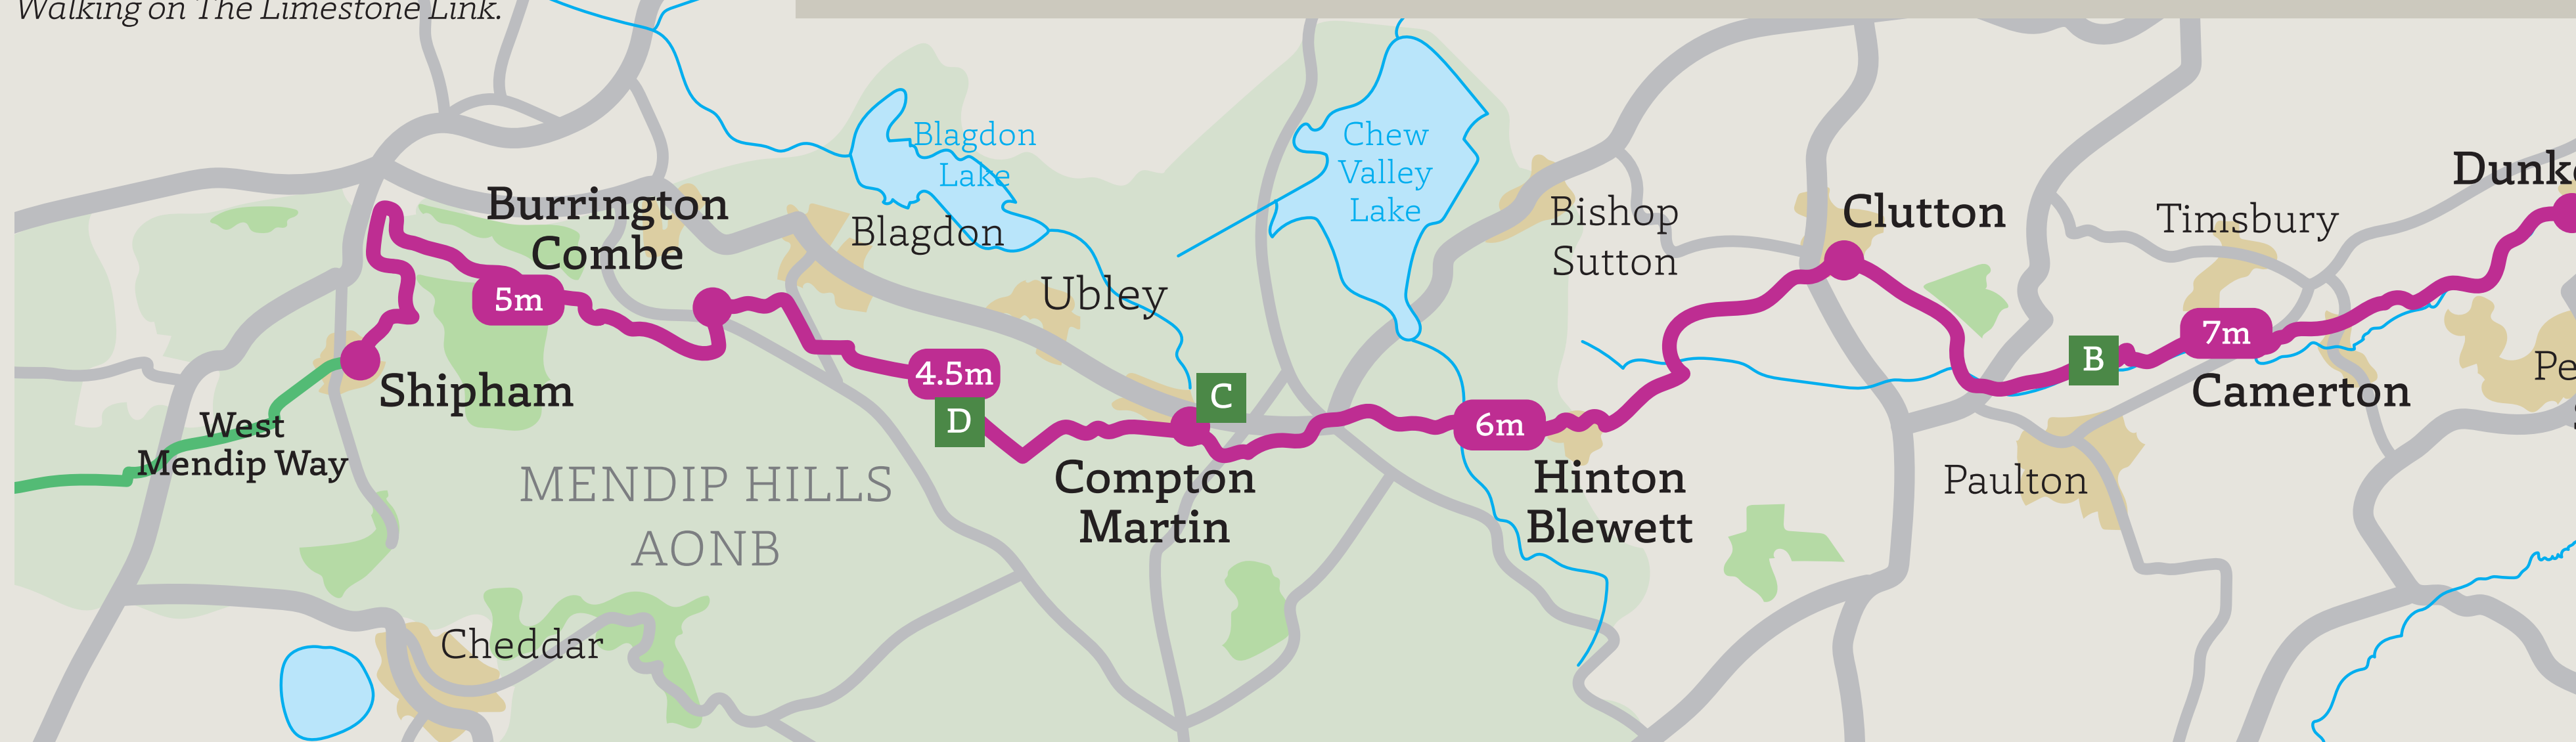 Walking on The Limestone Link.
Blagdon
Lake
Chew
Valley
Lake
Burrington
Combe
Blagdon
Bishop
Sutton
Clutton
Timsbury
Ubley
5m
4.5m
D
C
6m
B
7m
Shipham
West
Mendip Way
MENDIP HILLS
AONB
Compton
Martin
Hinton
Blewett
Camerton
Paulton
Cheddar